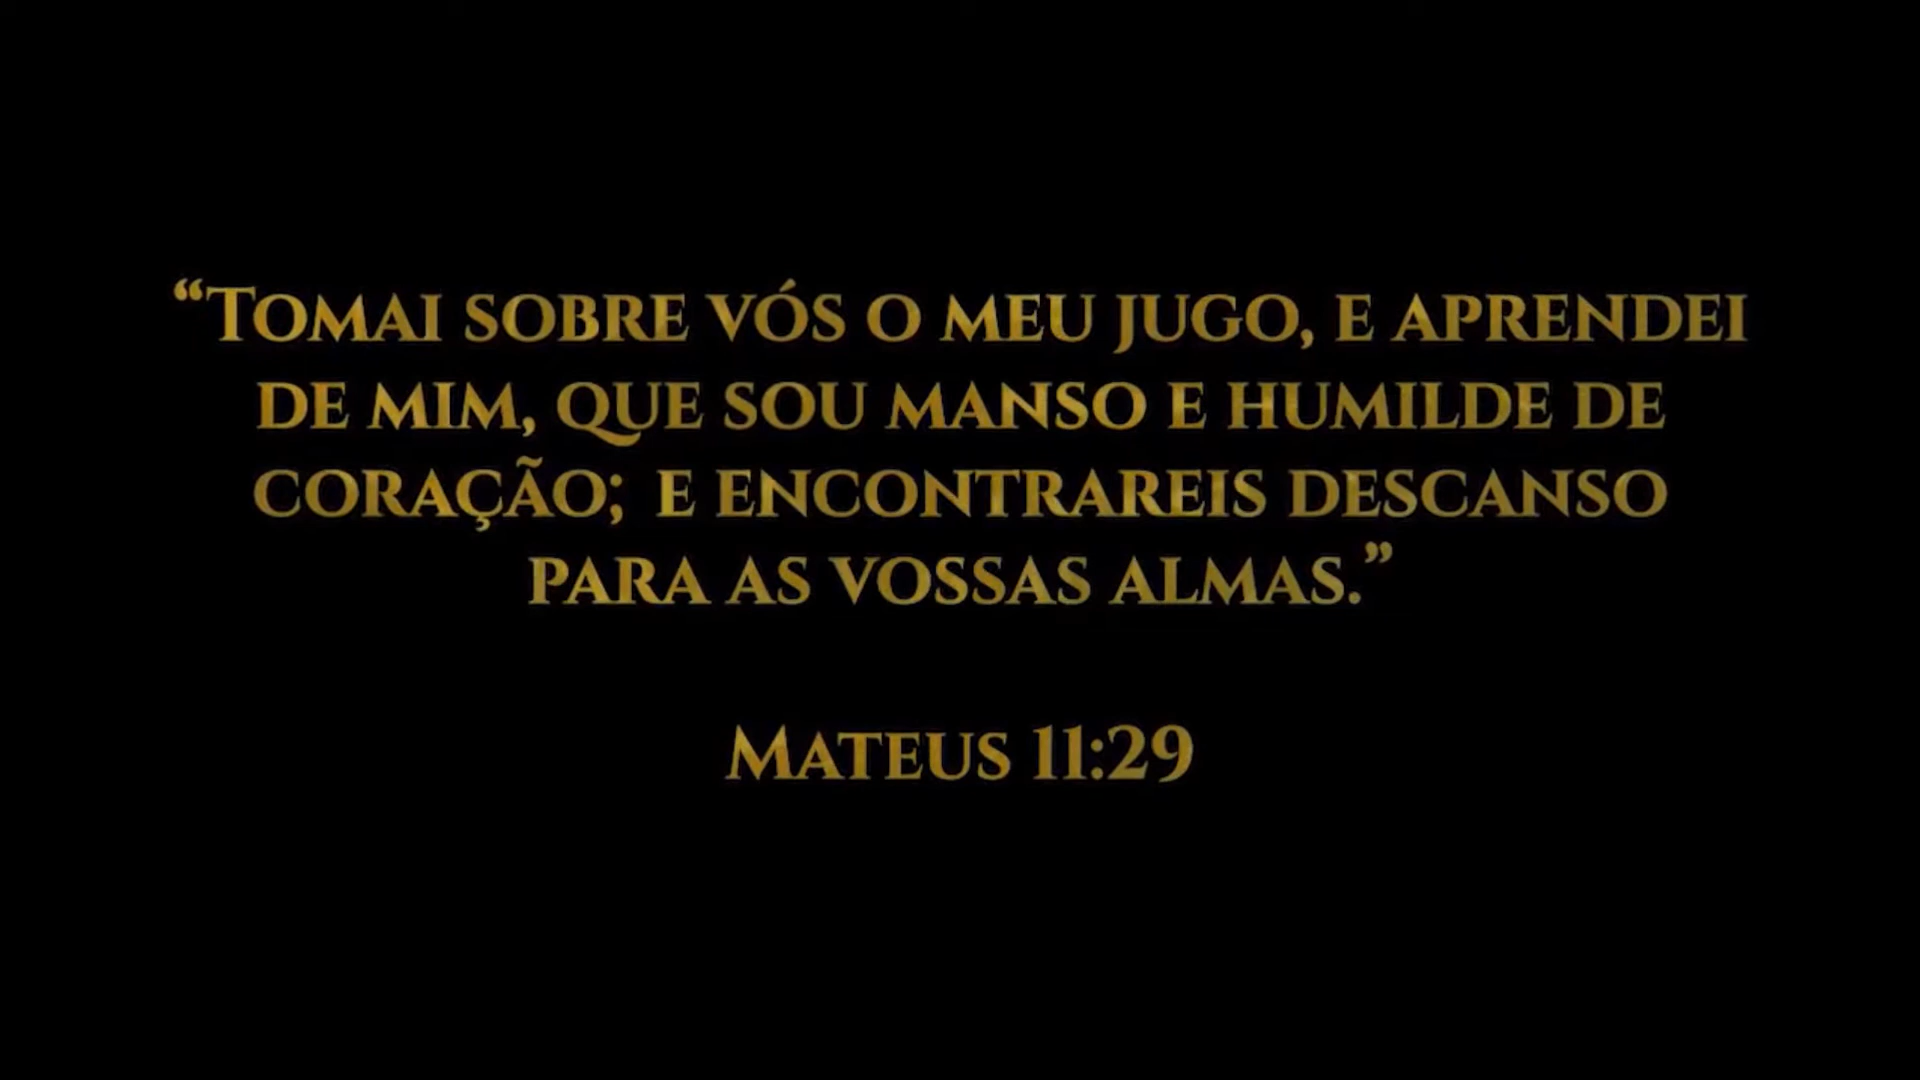 “Tomai sobre vós o meu jugo, e aprendei
de mim, que sou manso e humilde de
coração; e encontrareis descanso
para as vossas almas.”
Mateus 11:29